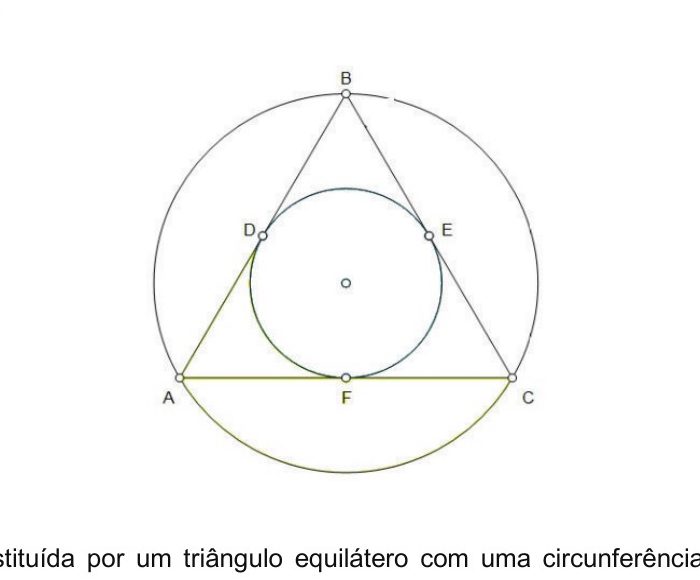 B
D E
A F C
stituída por um triângulo equilátero com uma circunferência